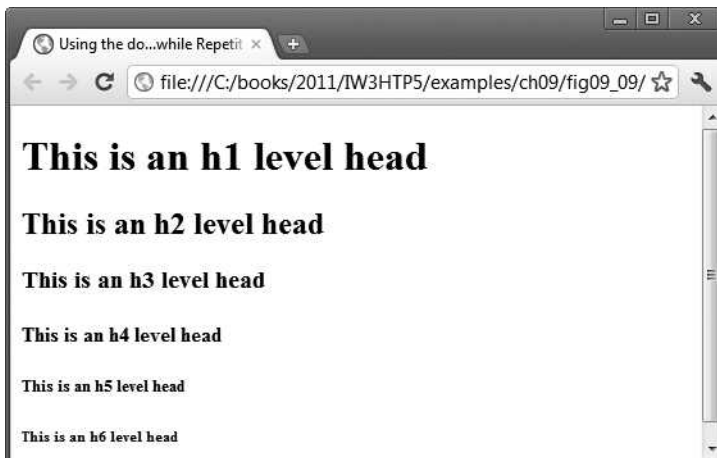 Using the do...while Repetit
file:///C:/books/2011/IW3HTP5/examples/ch09/fig09_09/
This is an h1 level head
This is an h2 level head
This is an h3 level head
This is an h4 level head
This is an h5 level head
This is an h6 level head